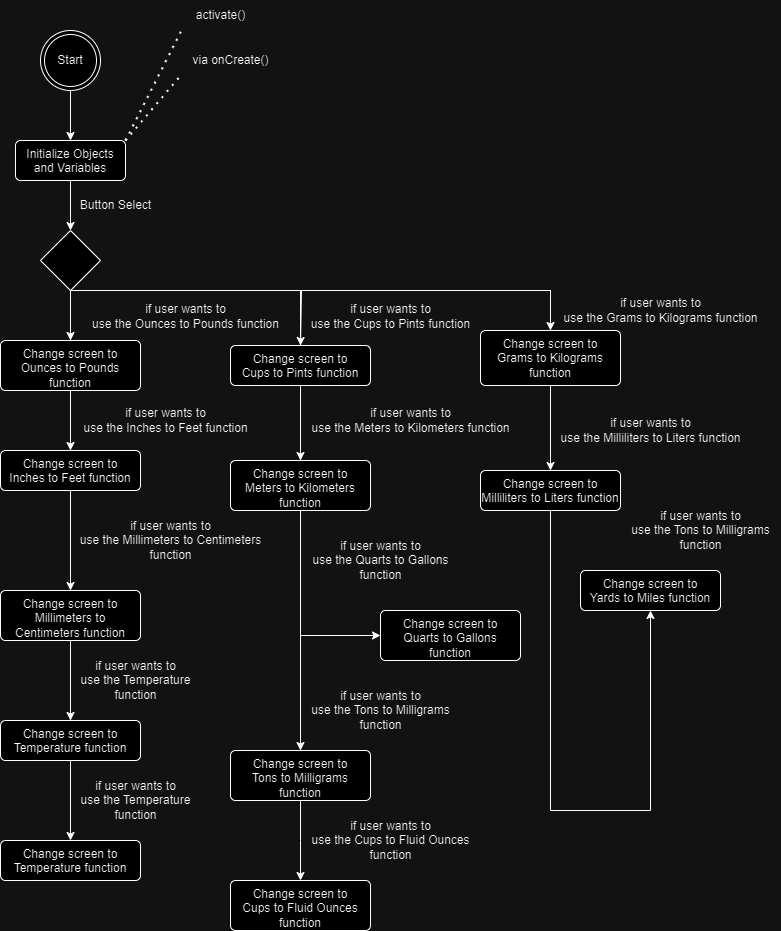 activate()
Start
via onCreate()
Initialize Objects
and Variables
Button Select
if user wants to
use the Ounces to Pounds function
if user wants to
use the Cups to Pints function
if user wants to
use the Grams to Kilograms function
Change screen to
Ounces to Pounds
function
Change screen to
Cups to Pints function
Change screen to
Grams to Kilograms
function
if user wants to
use the Inches to Feet function
if user wants to
use the Meters to Kilometers function
if user wants to
use the Milliliters to Liters function
Change screen to
Inches to Feet function
Change screen to
Meters to Kilometers
function
Change screen to
Milliliters to Liters function
if user wants to
use the Millimeters to Centimeters
function
if user wants to
use the Quarts to Gallons
function
if user wants to
use the Tons to Milligrams
function
Change screen to
Yards to Miles function
Change screen to
Millimeters to
Centimeters function
Change screen to
Quarts to Gallons
function
if user wants to
use the Temperature
function
if user wants to
use the Tons to Milligrams
function
Change screen to
Temperature function
Change screen to
Tons to Milligrams
function
if user wants to
use the Temperature
function
if user wants to
use the Cups to Fluid Ounces
function
Change screen to
Temperature function
Change screen to
Cups to Fluid Ounces
function